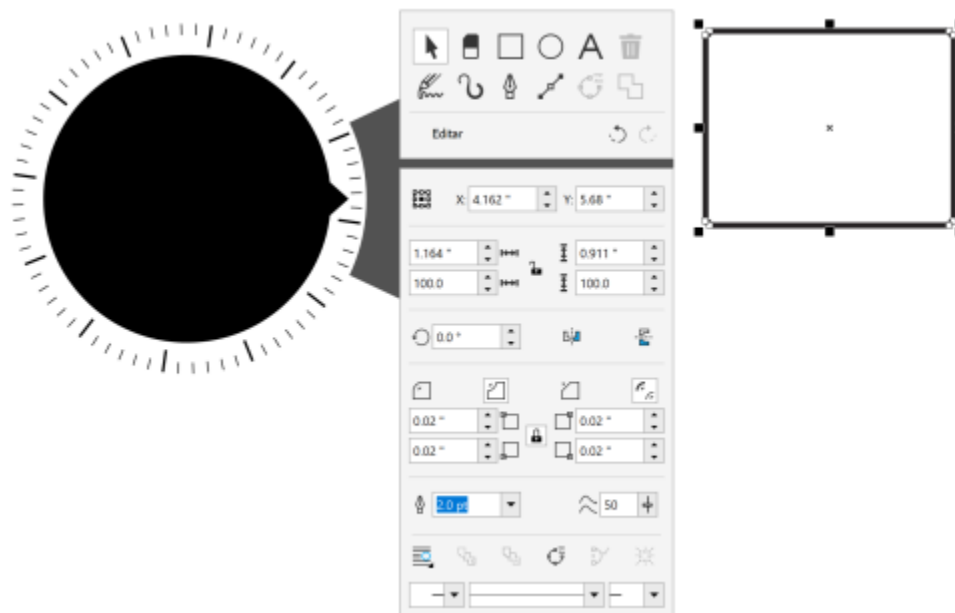 A
Editar
X: 4.162 " Y: 5.68 "
1.164 " 0.911 "
100.0 100.0
0.0 °
0.02 " 0.02 "
0.02 " 0.02 "
2.0 pt 50